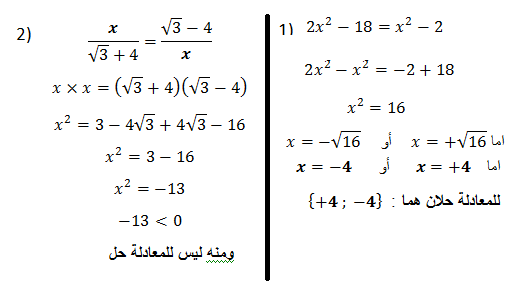 1) 2x² − 18 = x² − 2
2x² − x² = −2 + 18
x² = 16
اما x = +√16 أو x = −√16
اما x = +4 أو x = −4
للمعادلة حلان هما : {+4 ; −4}
2) x/(√3 + 4) = (√3 − 4)/x
x × x = (√3 + 4)(√3 − 4)
x² = 3 − 4√3 + 4√3 − 16
x² = 3 − 16
x² = −13
−13 < 0
ومنه ليس للمعادلة حل